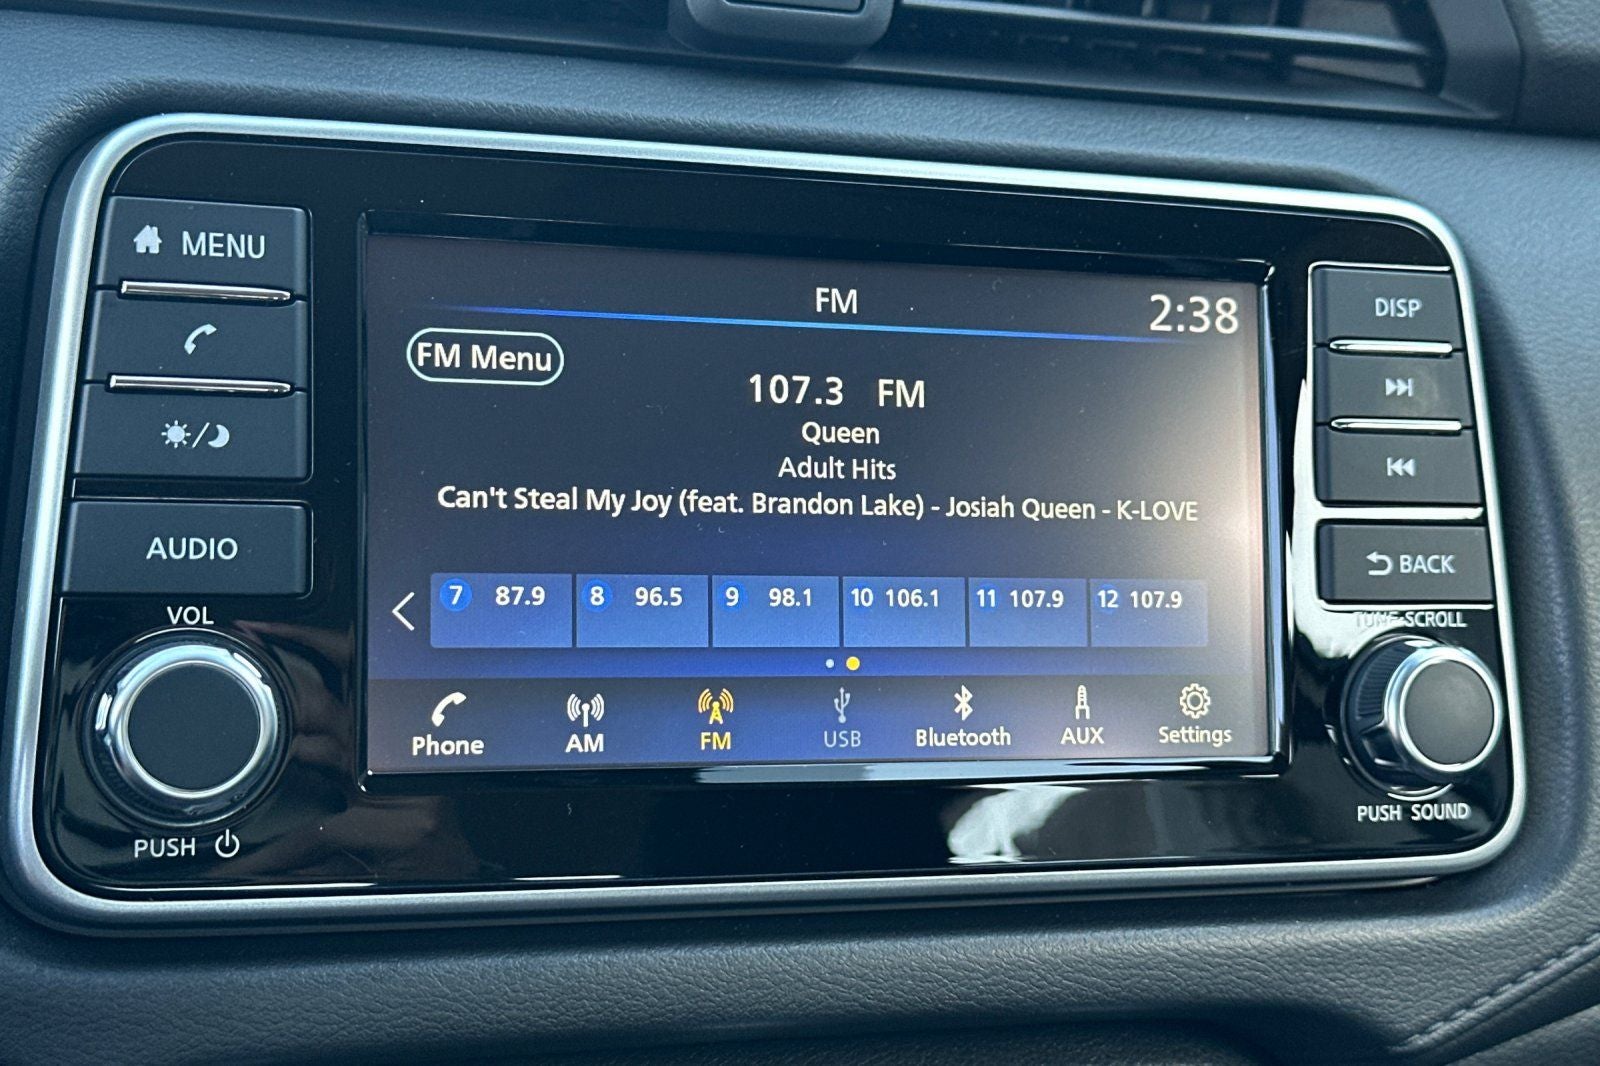 MENU
AUDIO
VOL
PUSH
FM
2:38
FM Menu
107.3 FM
Queen
Adult Hits
Can't Steal My Joy (feat. Brandon Lake) - Josiah Queen - K-LOVE
7 87.9 8 96.5 9 98.1 10 106.1 11 107.9 12 107.9
Phone AM FM USB Bluetooth AUX Settings
DISP
BACK
TUNE·SCROLL
PUSH SOUND